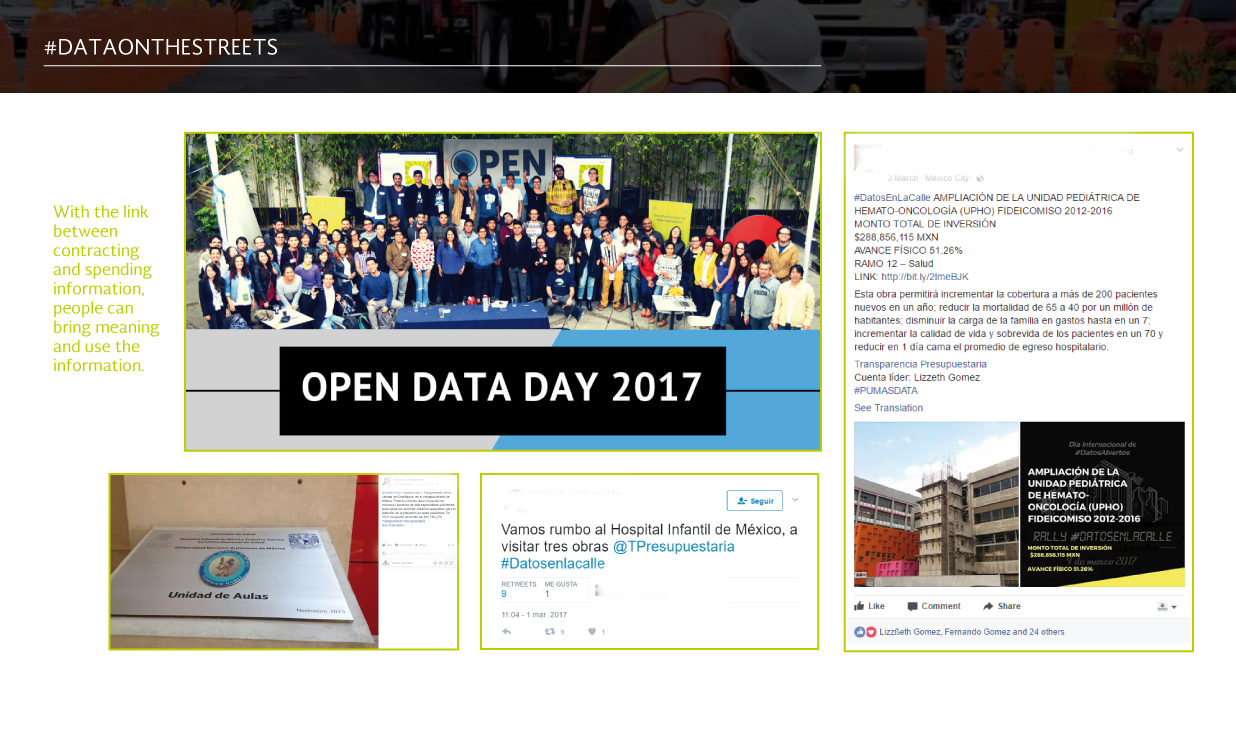 #DATAONTHESTREETS
With the link
between
contracting
and spending
information,
people can
bring meaning
and use the
information.
OPEN
OPEN DATA DAY 2017
3 March Mexico City
#DatosEnLaCalle AMPLIACIÓN DE LA UNIDAD PEDIÁTRICA DE
HEMATO-ONCOLOGÍA (UPHO) FIDEICOMISO 2012-2016
MONTO TOTAL DE INVERSIÓN
$288,856,115 MXN
AVANCE FÍSICO 51.26%
RAMO 12 – Salud
LINK: http://bit.ly/2lmeBJK
Esta obra permitirá incrementar la cobertura a más de 200 pacientes
nuevos en un año; reducir la mortalidad de 65 a 40 por un millón de
habitantes; disminuir la carga de la familia en gastos hasta en un 7;
incrementar la calidad de vida y sobrevida de los pacientes en un 70 y
reducir en 1 día cama el promedio de egreso hospitalario.
Transparencia Presupuestaria
Cuenta líder: Lizzeth Gomez
#PUMASDATA
See Translation
Día Internacional de
#DatosAbiertos
AMPLIACIÓN DE LA
UNIDAD PEDIÁTRICA
DE HEMATO-
ONCOLOGÍA (UPHO)
FIDEICOMISO 2012-2016
RALLY #DATOSENLACALLE
MONTO TOTAL DE INVERSIÓN
$288,856,115 MXN
4 de marzo 2017
AVANCE FÍSICO 51.26%
Like Comment Share
Lizzßeth Gomez, Fernando Gomez and 24 others
Universidad Nacional Autónoma de México
Unidad de Aulas
Noviembre, 2015
Seguir
Vamos rumbo al Hospital Infantil de México, a
visitar tres obras @TPresupuestaria
#Datosenlacalle
RETWEETS ME GUSTA
9 1
11:04 - 1 mar. 2017
9 1